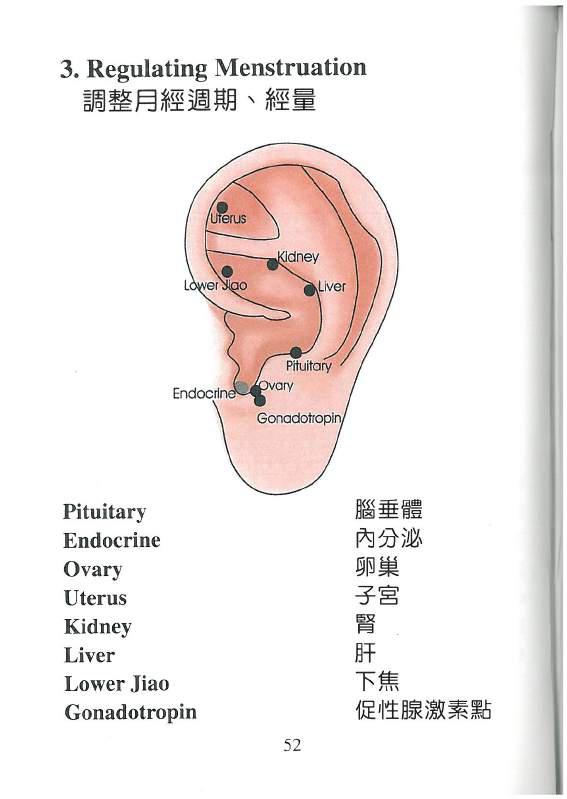 3. Regulating Menstruation
調整月經週期、經量
Uterus
Kidney
Lower Jiao
Liver
Pituitary
Endocrine
Ovary
Gonadotropin
Pituitary 腦垂體
Endocrine 內分泌
Ovary 卵巢
Uterus 子宮
Kidney 腎
Liver 肝
Lower Jiao 下焦
Gonadotropin 促性腺激素點
52